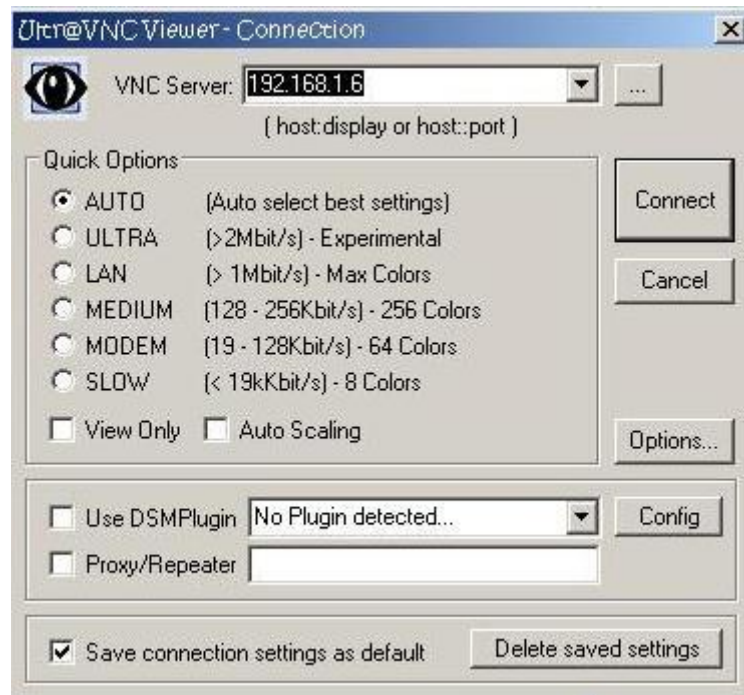 Ultr@VNC Viewer - Connection
VNC Server: 192.168.1.6 ...
( host:display or host::port )
Quick Options
AUTO (Auto select best settings)
Connect
ULTRA (>2Mbit/s) - Experimental
LAN (> 1Mbit/s) - Max Colors
Cancel
MEDIUM (128 - 256Kbit/s) - 256 Colors
MODEM (19 - 128Kbit/s) - 64 Colors
SLOW (< 19kKbit/s) - 8 Colors
View Only Auto Scaling
Options...
Use DSMPlugin No Plugin detected... Config
Proxy/Repeater
Save connection settings as default Delete saved settings